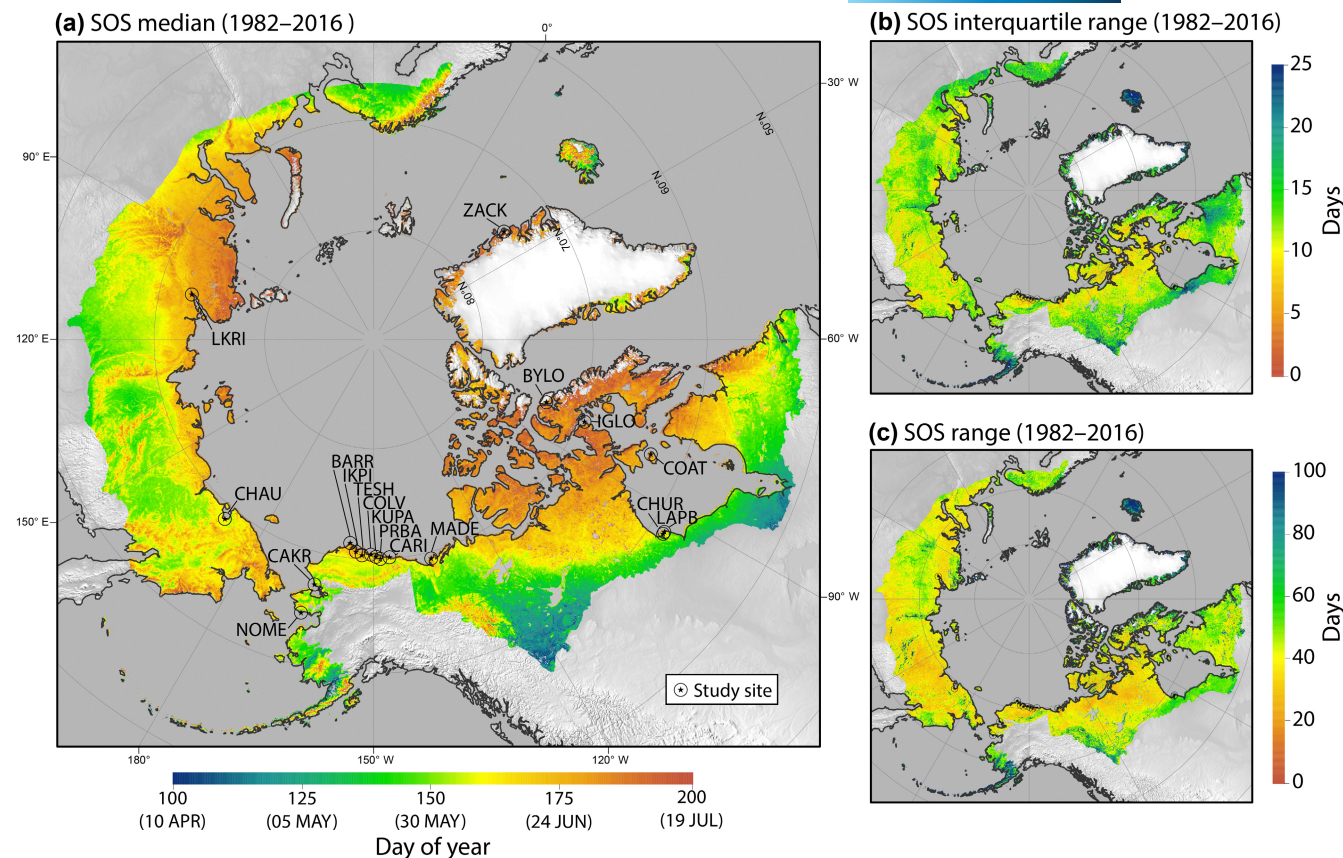 (a) SOS median (1982–2016 )
0°
30° W
50°N
60°N
70°N
80°N
90° E
120° E
150° E
60° W
90° W
180°
150° W
120° W
ZACK
LKRI
BYLO
IGLO
COAT
CHUR
LAPB
BARR
IKPI
TESH
COLV
KUPA
PRBA
CARI
MADE
CHAU
CAKR
NOME
Study site
100
125
150
175
200
(10 APR)
(05 MAY)
(30 MAY)
(24 JUN)
(19 JUL)
Day of year
(b) SOS interquartile range (1982–2016)
25
20
15
10
5
0
Days
(c) SOS range (1982–2016)
100
80
60
40
20
0
Days